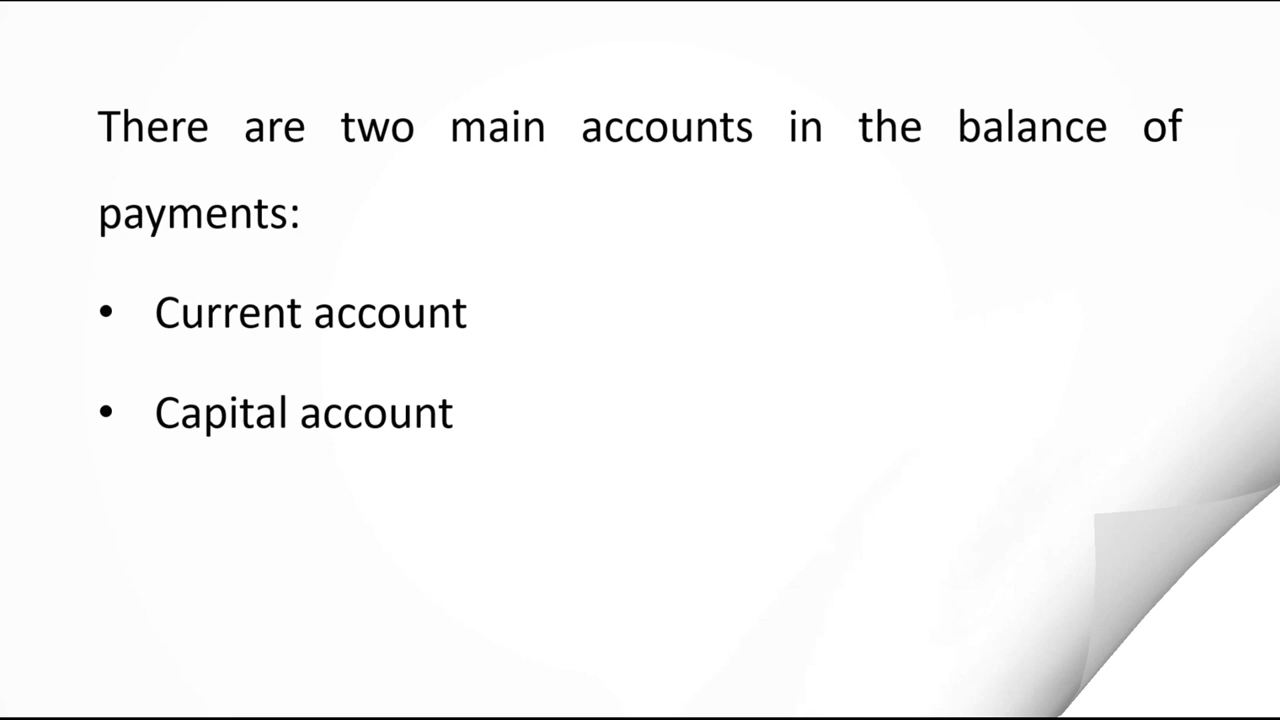 There are two main accounts in the balance of
payments:
• Current account
• Capital account